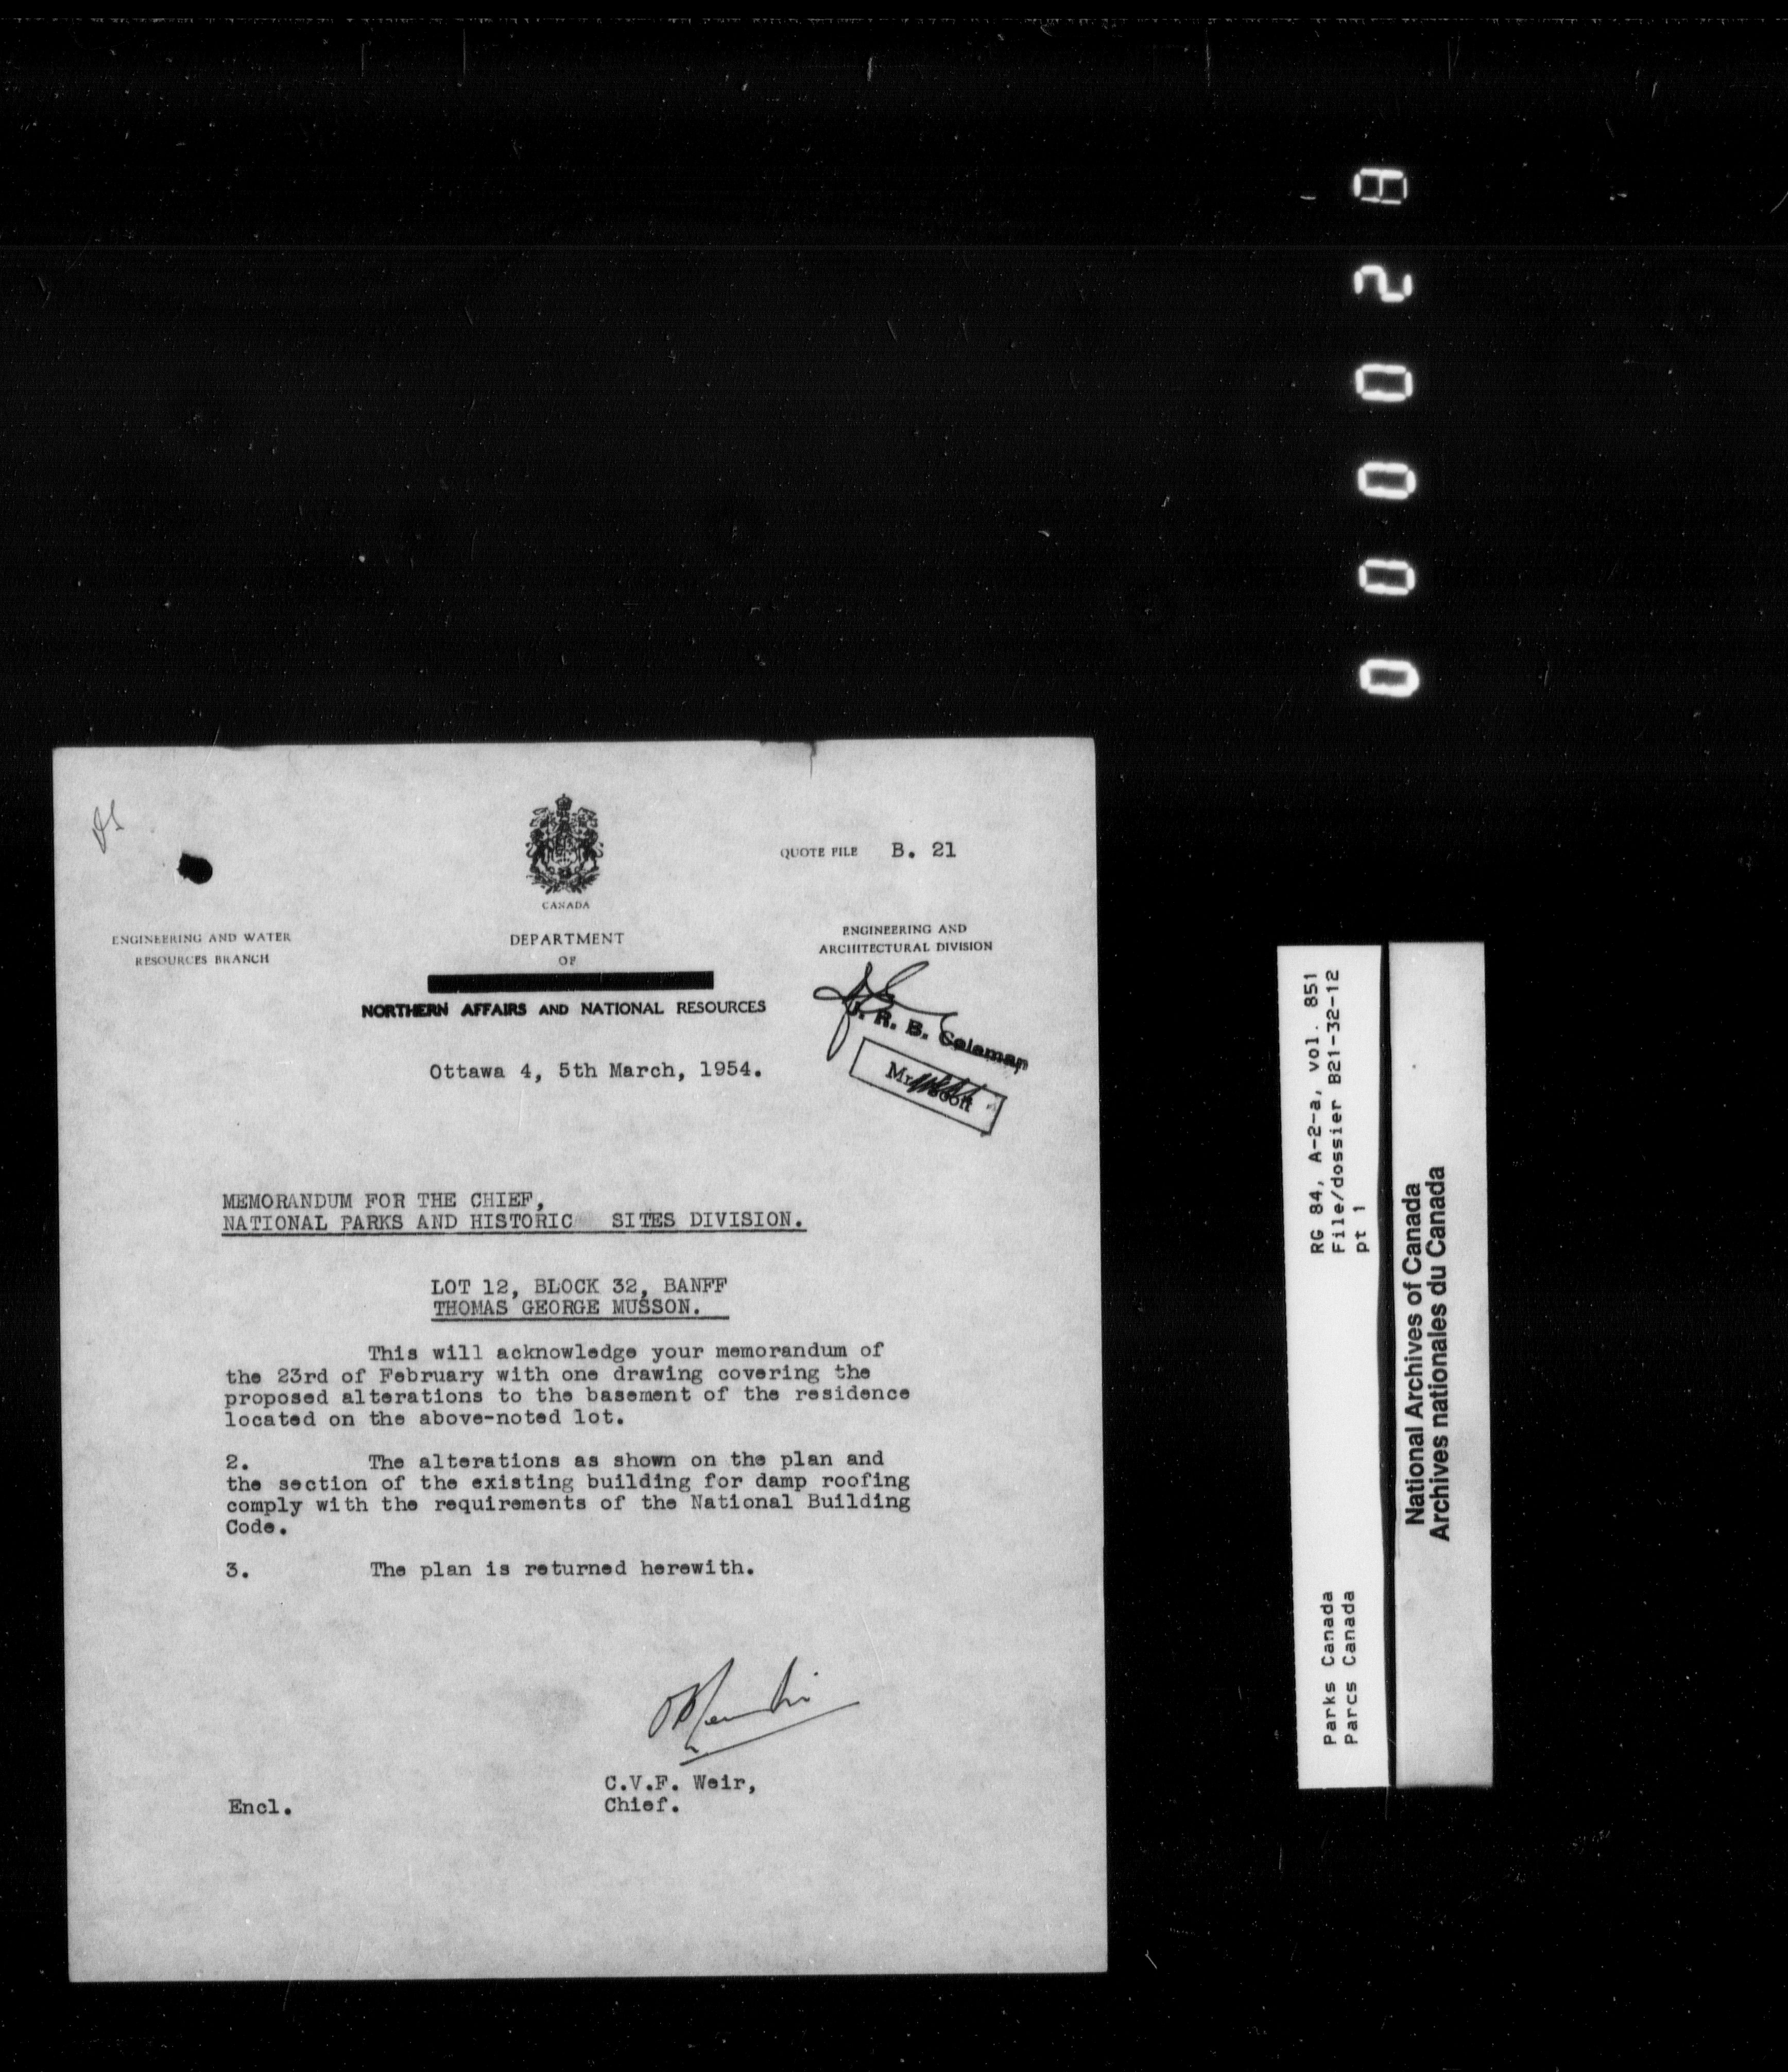 QUOTE FILE B. 21
CANADA
ENGINEERING AND WATER
RESOURCES BRANCH
DEPARTMENT
OF
NORTHERN AFFAIRS AND NATIONAL RESOURCES
ENGINEERING AND
ARCHITECTURAL DIVISION
J. R. B. Coleman
Mr. Scott
Ottawa 4, 5th March, 1954.
MEMORANDUM FOR THE CHIEF,
NATIONAL PARKS AND HISTORIC SITES DIVISION.
LOT 12, BLOCK 32, BANFF
THOMAS GEORGE MUSSON.
This will acknowledge your memorandum of
the 23rd of February with one drawing covering the
proposed alterations to the basement of the residence
located on the above-noted lot.
2. The alterations as shown on the plan and
the section of the existing building for damp roofing
comply with the requirements of the National Building
Code.
3. The plan is returned herewith.
C.V.F. Weir,
Chief.
Encl.
RG 84, A-2-a, vol. 851
File/dossier B21-32-12
pt 1
Parks Canada
Parcs Canada
National Archives of Canada
Archives nationales du Canada